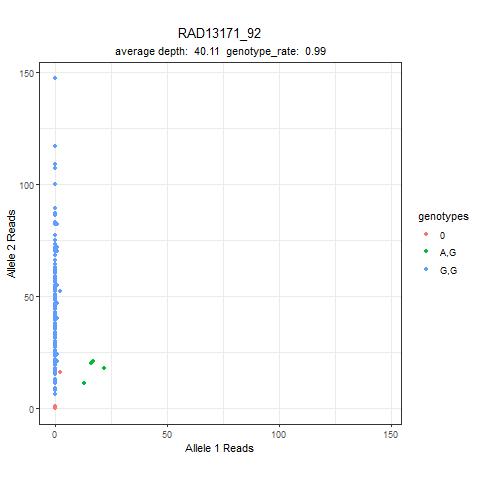 RAD13171_92
average depth:  40.11  genotype_rate:  0.99
150
100
50
0
Allele 2 Reads
0
50
100
150
Allele 1 Reads
genotypes
0
A,G
G,G